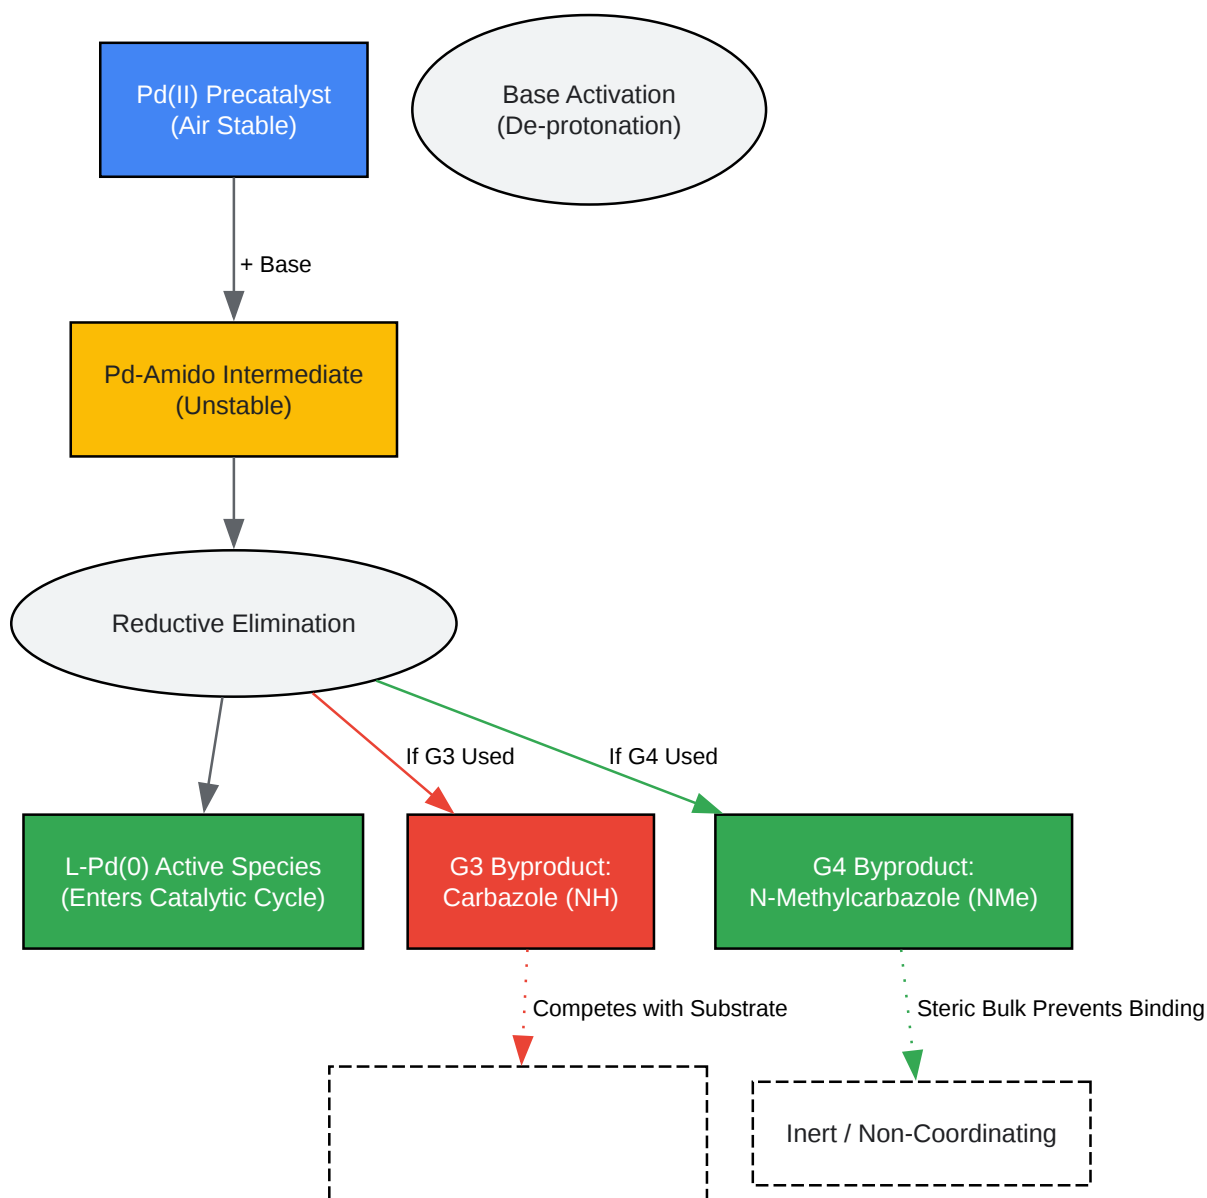 Pd(II) Precatalyst
(Air Stable)
Base Activation
(De-protonation)
+ Base
Pd-Amido Intermediate
(Unstable)
Reductive Elimination
If G3 Used
If G4 Used
L-Pd(0) Active Species
(Enters Catalytic Cycle)
G3 Byproduct:
Carbazole (NH)
G4 Byproduct:
N-Methylcarbazole (NMe)
Competes with Substrate
Steric Bulk Prevents Binding
Inert / Non-Coordinating